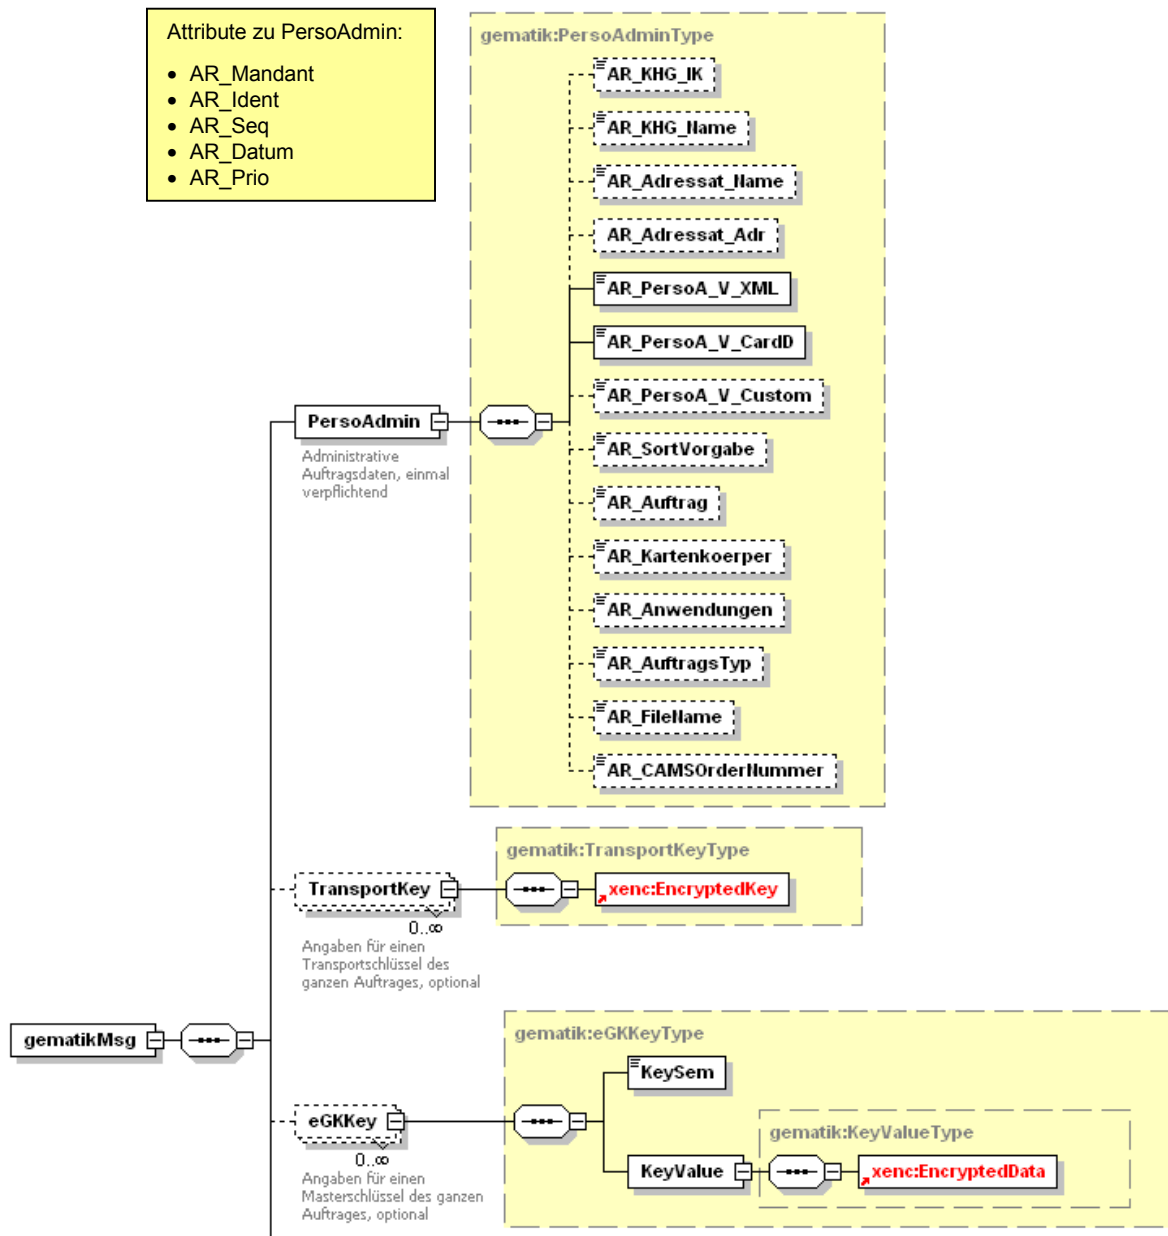 Attribute zu PersoAdmin:
• AR_Mandant
• AR_Ident
• AR_Seq
• AR_Datum
• AR_Prio
gematik:PersoAdminType
AR_KHG_IK
AR_KHG_Name
AR_Adressat_Name
AR_Adressat_Adr
AR_PersoA_V_XML
AR_PersoA_V_CardD
AR_PersoA_V_Custom
AR_SortVorgabe
AR_Auftrag
AR_Kartenkoerper
AR_Anwendungen
AR_AuftragsTyp
AR_FileName
AR_CAMSOrderNummer
PersoAdmin
Administrative
Auftragsdaten, einmal
verpflichtend
gematik:TransportKeyType
TransportKey
xenc:EncryptedKey
0..∞
Angaben für einen
Transportschlüssel des
ganzen Auftrages, optional
gematikMsg
gematik:eGKKeyType
KeySem
eGKKey
0..∞
Angaben für einen
Masterschlüssel des ganzen
Auftrages, optional
gematik:KeyValueType
KeyValue
xenc:EncryptedData